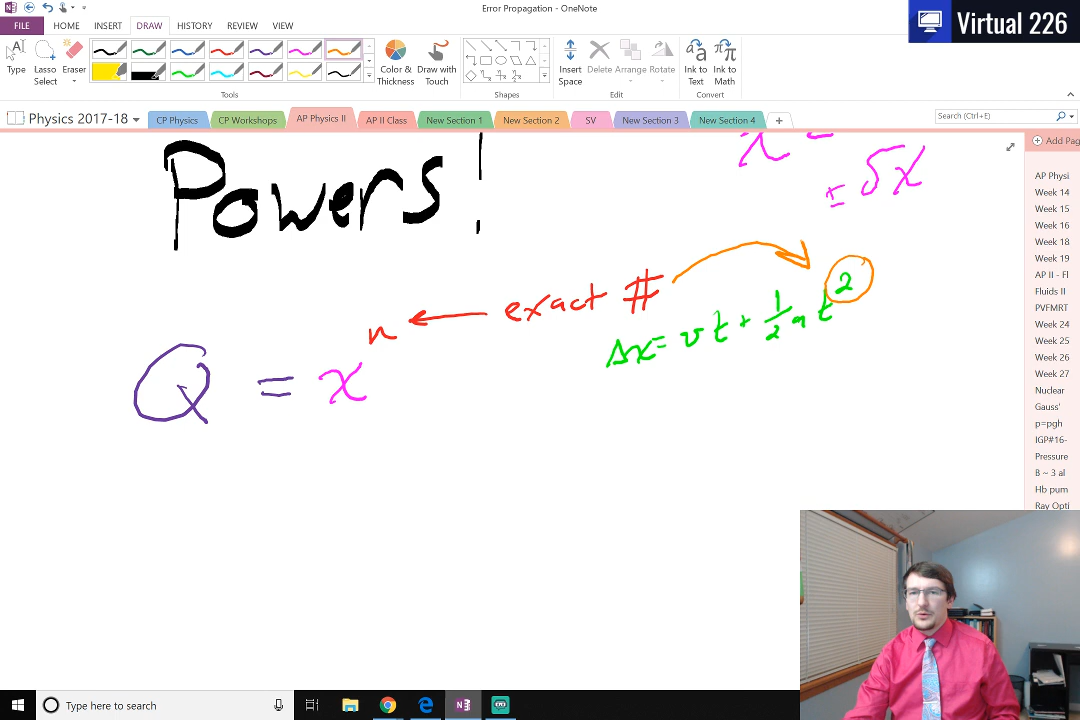 Error Propagation - OneNote
Virtual 226
FILE HOME INSERT DRAW HISTORY REVIEW VIEW
Type
Lasso Select
Eraser
Color & Thickness
Draw with Touch
Insert Space
Delete
Arrange
Rotate
Ink to Text
Ink to Math
Tools
Shapes
Edit
Convert
Physics 2017-18
CP Physics
CP Workshops
AP Physics II
AP II Class
New Section 1
New Section 2
SV
New Section 3
New Section 4
+
Search (Ctrl+E)
Add Pag
Powers!
x
± δx
exact #
Δx = vt + 1/2 at²
Q = xⁿ
AP Physi
Week 14
Week 15
Week 16
Week 18
Week 19
AP II - Fl
Fluids II
PVFMRT
Week 24
Week 25
Week 26
Week 27
Nuclear
Gauss'
p=pgh
IGP#16-
Pressure
B ~ 3 al
Hb pum
Ray Opti
Type here to search